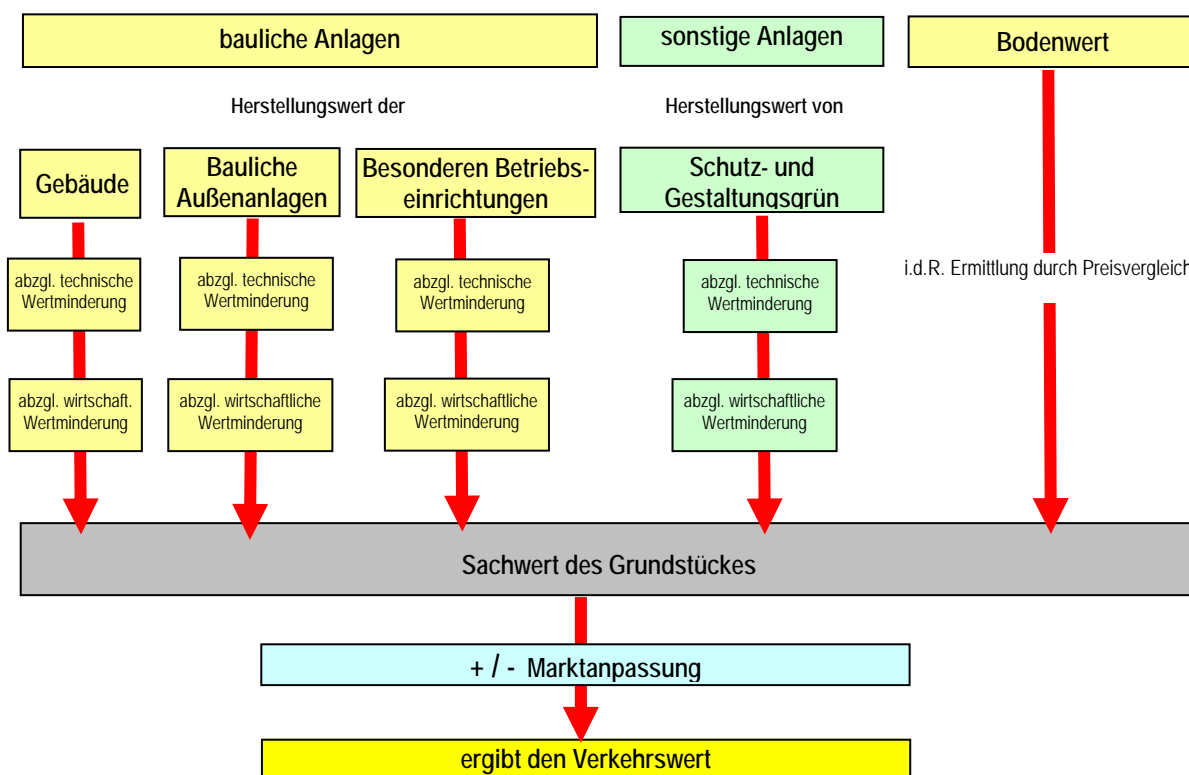 bauliche Anlagen
sonstige Anlagen
Bodenwert
Herstellungswert der
Herstellungswert von
Gebäude
Bauliche
Außenanlagen
Besonderen Betriebs-
einrichtungen
Schutz- und
Gestaltungsgrün
abzgl. technische
Wertminderung
abzgl. technische
Wertminderung
abzgl. technische
Wertminderung
abzgl. technische
Wertminderung
i.d.R. Ermittlung durch Preisvergleich
abzgl. wirtschaft.
Wertminderung
abzgl. wirtschaftliche
Wertminderung
abzgl. wirtschaftliche
Wertminderung
abzgl. wirtschaftliche
Wertminderung
Sachwert des Grundstückes
+ / - Marktanpassung
ergibt den Verkehrswert